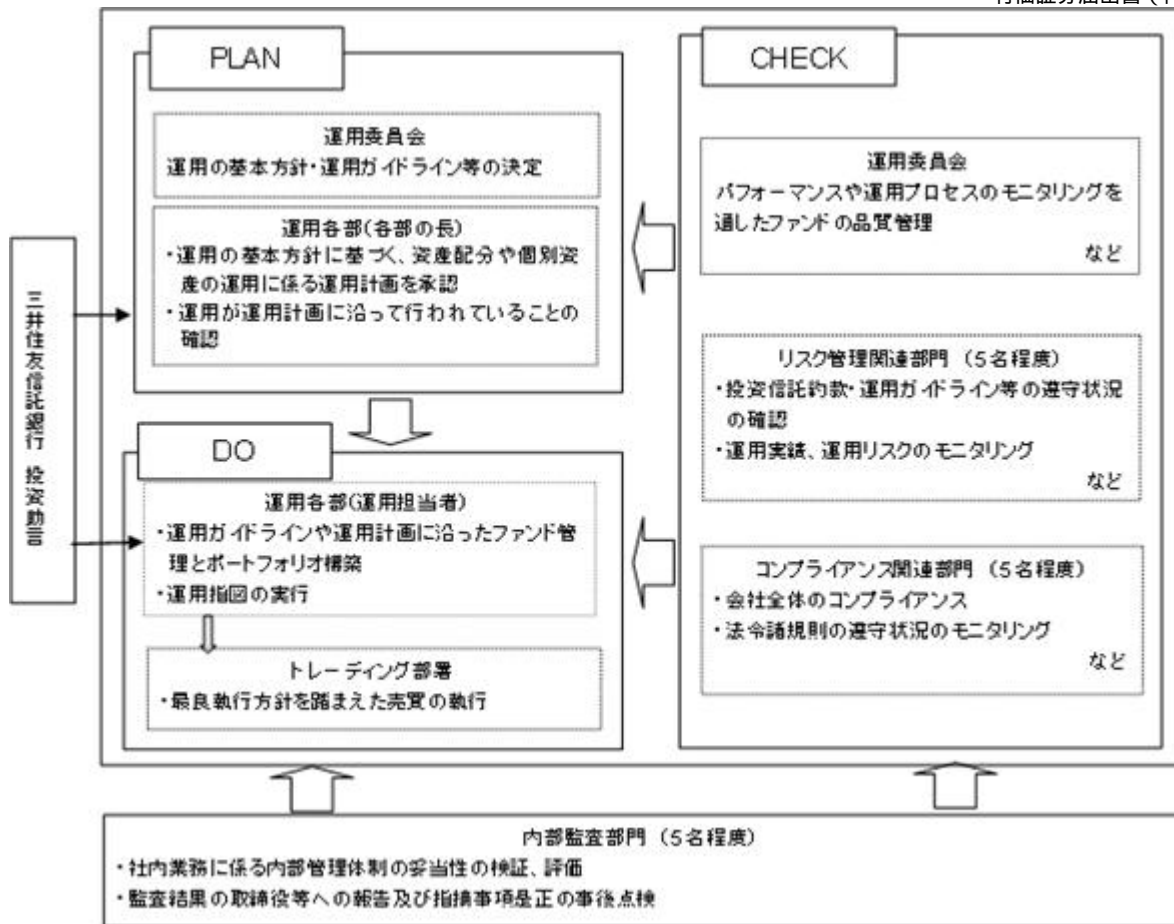 PLAN
運用委員会
運用の基本方針・運用ガイドライン等の決定
運用各部(各部の長)
・運用の基本方針に基づく、資産配分や個別資
産の運用に係る運用計画を承認
・運用が運用計画に沿って行われていることの
確認
三井住友信託銀行 投資助言
DO
運用各部(運用担当者)
・運用ガイドラインや運用計画に沿ったファンド管
理とポートフォリオ構築
・運用指図の実行
トレーディング部署
・最良執行方針を踏まえた売買の執行
CHECK
運用委員会
パフォーマンスや運用プロセスのモニタリングを
通したファンドの品質管理
など
リスク管理関連部門 (5名程度)
・投資信託約款・運用ガイドライン等の遵守状況
の確認
・運用実績、運用リスクのモニタリング
など
コンプライアンス関連部門 (5名程度)
・会社全体のコンプライアンス
・法令諸規則の遵守状況のモニタリング
など
内部監査部門 (5名程度)
・社内業務に係る内部管理体制の妥当性の検証、評価
・監査結果の取締役等への報告及び指摘事項是正の事後点検